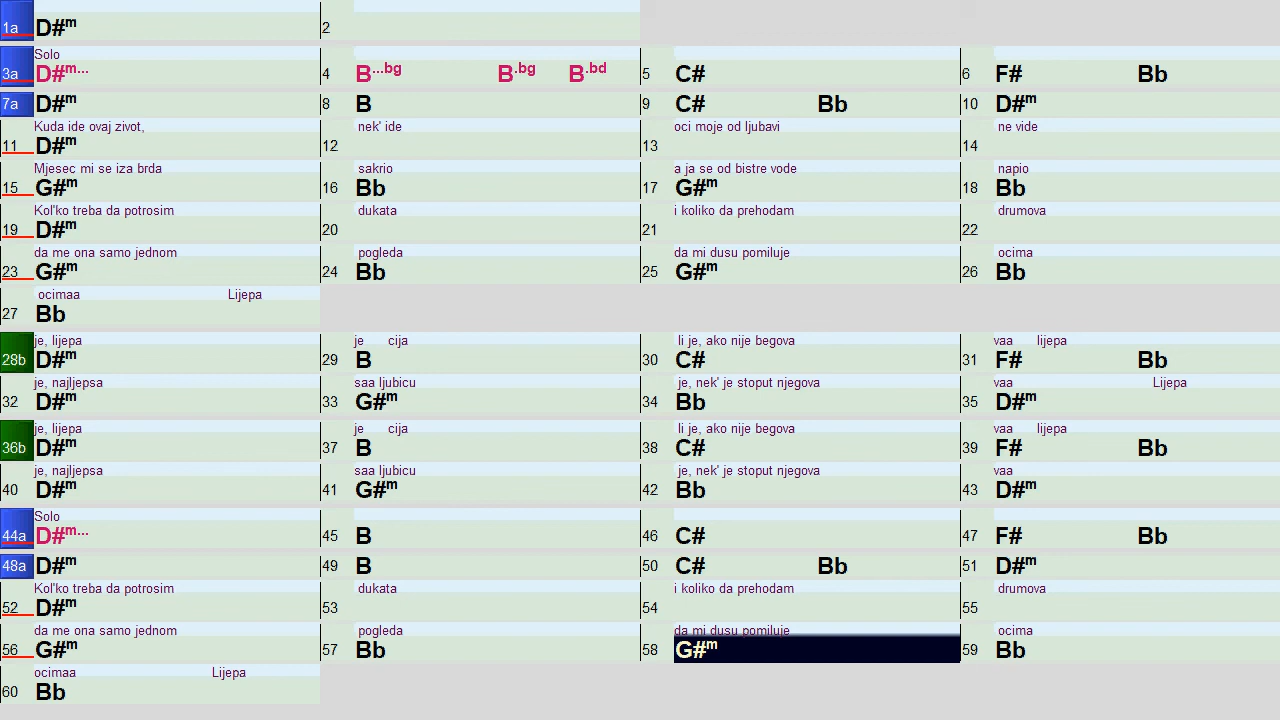 1a D#m 2
Solo
3a D#m... 4 B...bg B.bg B.bd 5 C# 6 F# Bb
7a D#m 8 B 9 C# Bb 10 D#m
Kuda ide ovaj zivot, nek' ide oci moje od ljubavi ne vide
11 D#m 12 13 14
Mjesec mi se iza brda sakrio a ja se od bistre vode napio
15 G#m 16 Bb 17 G#m 18 Bb
Kol'ko treba da potrosim dukata i koliko da prehodam drumova
19 D#m 20 21 22
da me ona samo jednom pogleda da mi dusu pomiluje ocima
23 G#m 24 Bb 25 G#m 26 Bb
ocimaa Lijepa
27 Bb
je, lijepa je cija li je, ako nije begova vaa lijepa
28b D#m 29 B 30 C# 31 F# Bb
je, najljepsa saa ljubicu je, nek' je stoput njegova vaa Lijepa
32 D#m 33 G#m 34 Bb 35 D#m
je, lijepa je cija li je, ako nije begova vaa lijepa
36b D#m 37 B 38 C# 39 F# Bb
je, najljepsa saa ljubicu je, nek' je stoput njegova vaa
40 D#m 41 G#m 42 Bb 43 D#m
Solo
44a D#m... 45 B 46 C# 47 F# Bb
48a D#m 49 B 50 C# Bb 51 D#m
Kol'ko treba da potrosim dukata i koliko da prehodam drumova
52 D#m 53 54 55
da me ona samo jednom pogleda da mi dusu pomiluje ocima
56 G#m 57 Bb 58 G#m 59 Bb
ocimaa Lijepa
60 Bb